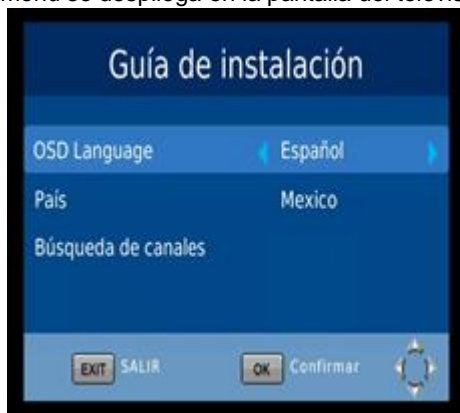 Guía de instalación
OSD Language Español
País Mexico
Búsqueda de canales
EXIT SALIR OK Confirmar